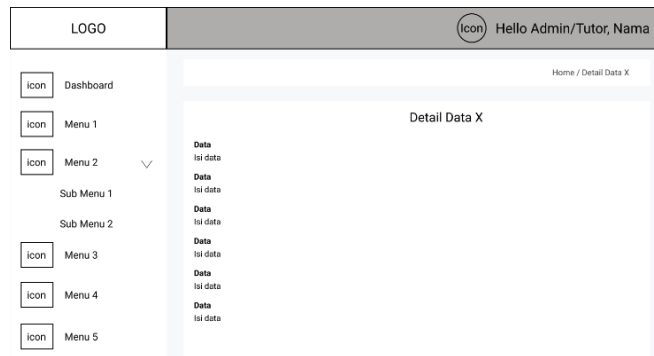 LOGO
(Icon) Hello Admin/Tutor, Nama
Home / Detail Data X
icon Dashboard
icon Menu 1
icon Menu 2
Sub Menu 1
Sub Menu 2
icon Menu 3
icon Menu 4
icon Menu 5
Detail Data X
Data
Isi data
Data
Isi data
Data
Isi data
Data
Isi data
Data
Isi data
Data
Isi data